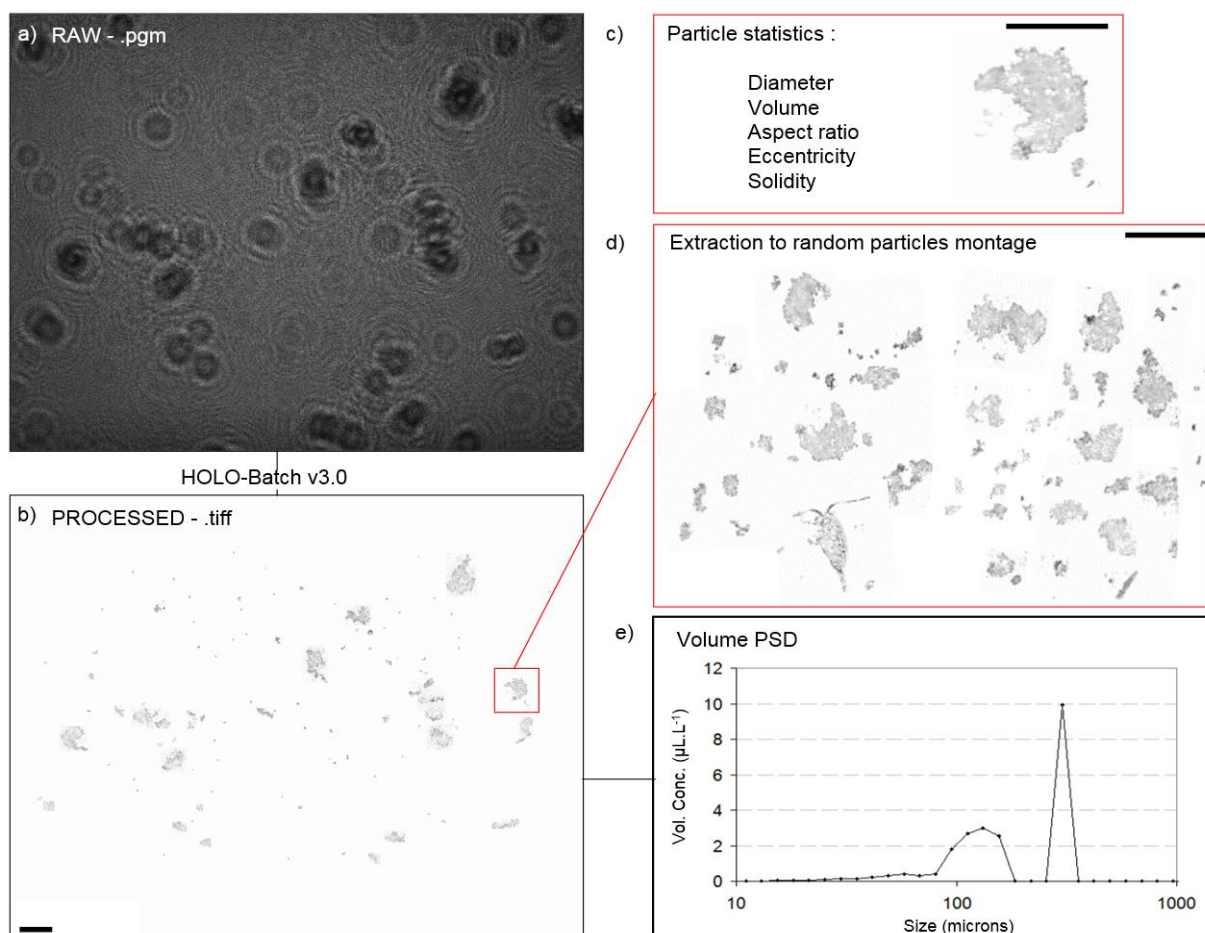 a) RAW - .pgm
HOLO-Batch v3.0
b) PROCESSED - .tiff
c) Particle statistics :
Diameter
Volume
Aspect ratio
Eccentricity
Solidity
d) Extraction to random particles montage
e) Volume PSD
Vol. Conc. (µL.L⁻¹)
12
10
8
6
4
2
0
10
100
1000
Size (microns)